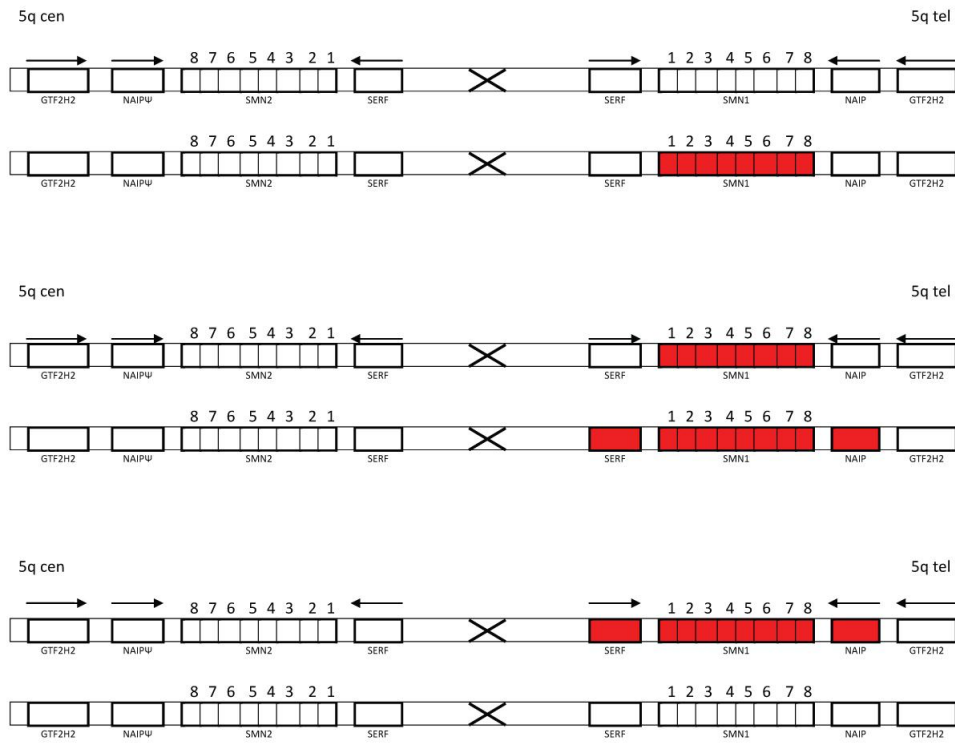 5q cen 5q tel
8 7 6 5 4 3 2 1 1 2 3 4 5 6 7 8
GTF2H2 NAIPΨ SMN2 SERF SERF SMN1 NAIP GTF2H2
8 7 6 5 4 3 2 1 1 2 3 4 5 6 7 8
GTF2H2 NAIPΨ SMN2 SERF SERF SMN1 NAIP GTF2H2
5q cen 5q tel
8 7 6 5 4 3 2 1 1 2 3 4 5 6 7 8
GTF2H2 NAIPΨ SMN2 SERF SERF SMN1 NAIP GTF2H2
8 7 6 5 4 3 2 1 1 2 3 4 5 6 7 8
GTF2H2 NAIPΨ SMN2 SERF SERF SMN1 NAIP GTF2H2
5q cen 5q tel
8 7 6 5 4 3 2 1 1 2 3 4 5 6 7 8
GTF2H2 NAIPΨ SMN2 SERF SERF SMN1 NAIP GTF2H2
8 7 6 5 4 3 2 1 1 2 3 4 5 6 7 8
GTF2H2 NAIPΨ SMN2 SERF SERF SMN1 NAIP GTF2H2